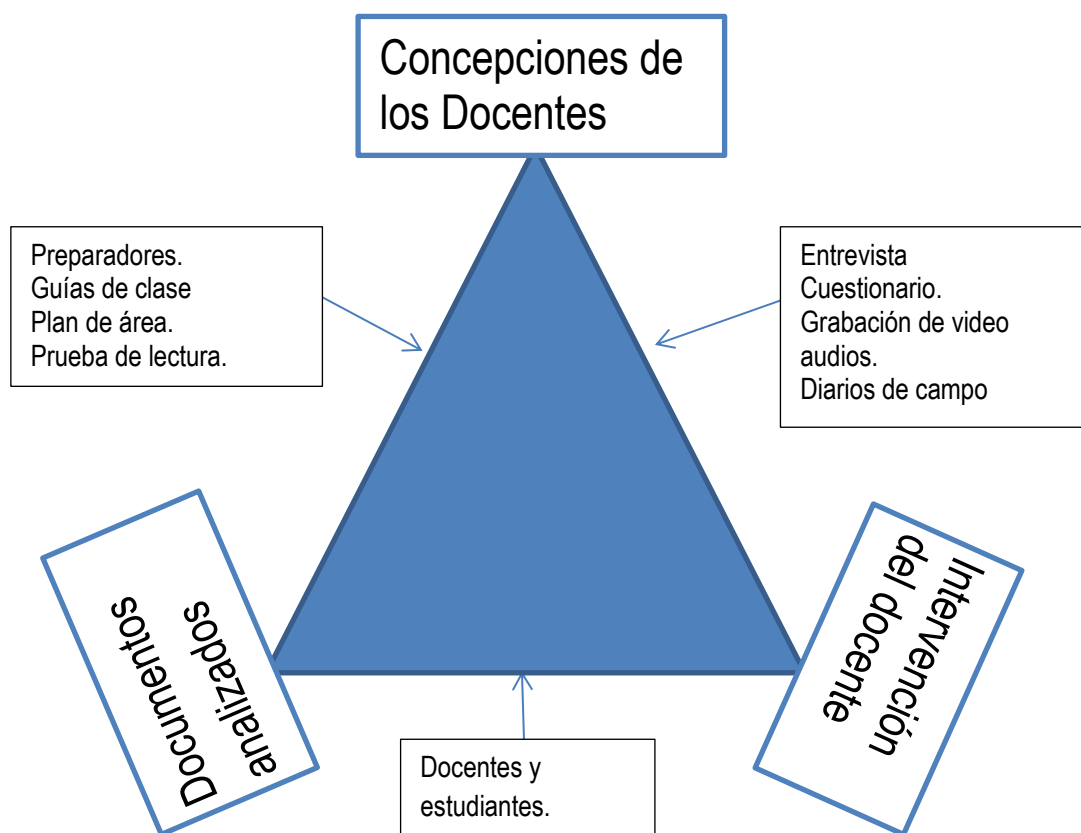 Concepciones de
los Docentes
Preparadores.
Guías de clase
Plan de área.
Prueba de lectura.
Entrevista
Cuestionario.
Grabación de video
audios.
Diarios de campo
Documentos
analizados
Intervención
del docente
Docentes y
estudiantes.